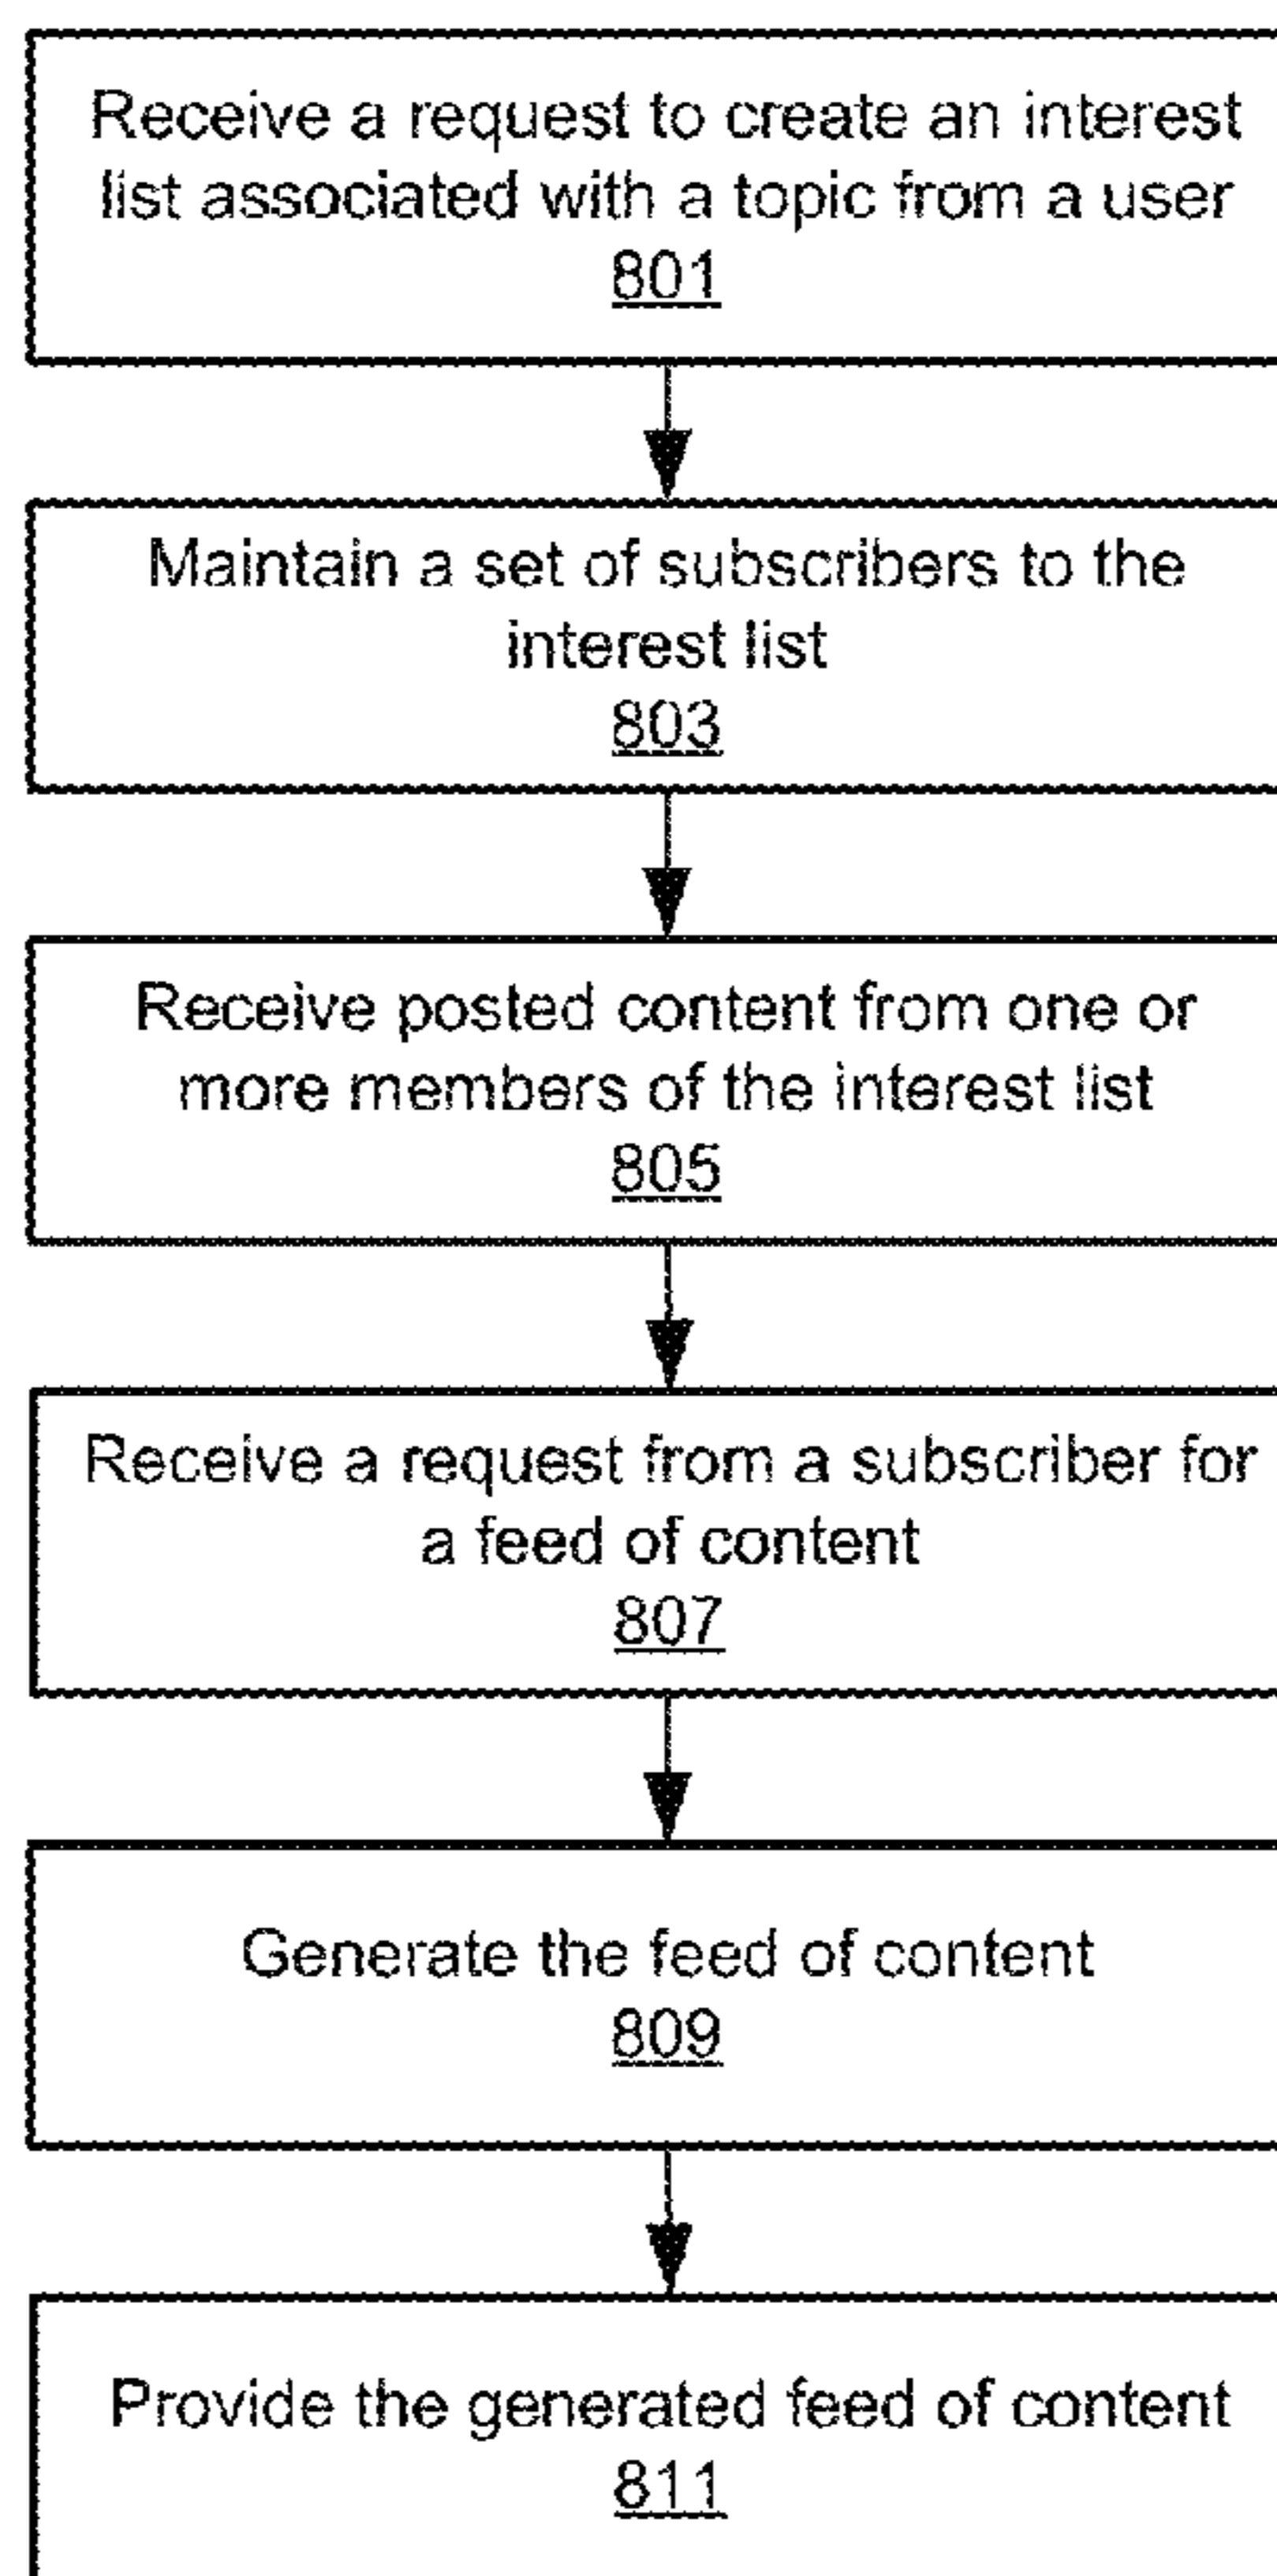 Receive a request to create an interest
list associated with a topic from a user
801
Maintain a set of subscribers to the
interest list
803
Receive posted content from one or
more members of the interest list
805
Receive a request from a subscriber for
a feed of content
807
Generate the feed of content
809
Provide the generated feed of content
811